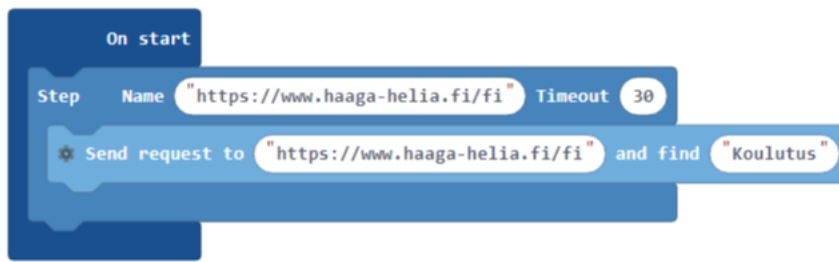 On start
Step Name "https://www.haaga-helia.fi/fi" Timeout 30
Send request to "https://www.haaga-helia.fi/fi" and find "Koulutus"